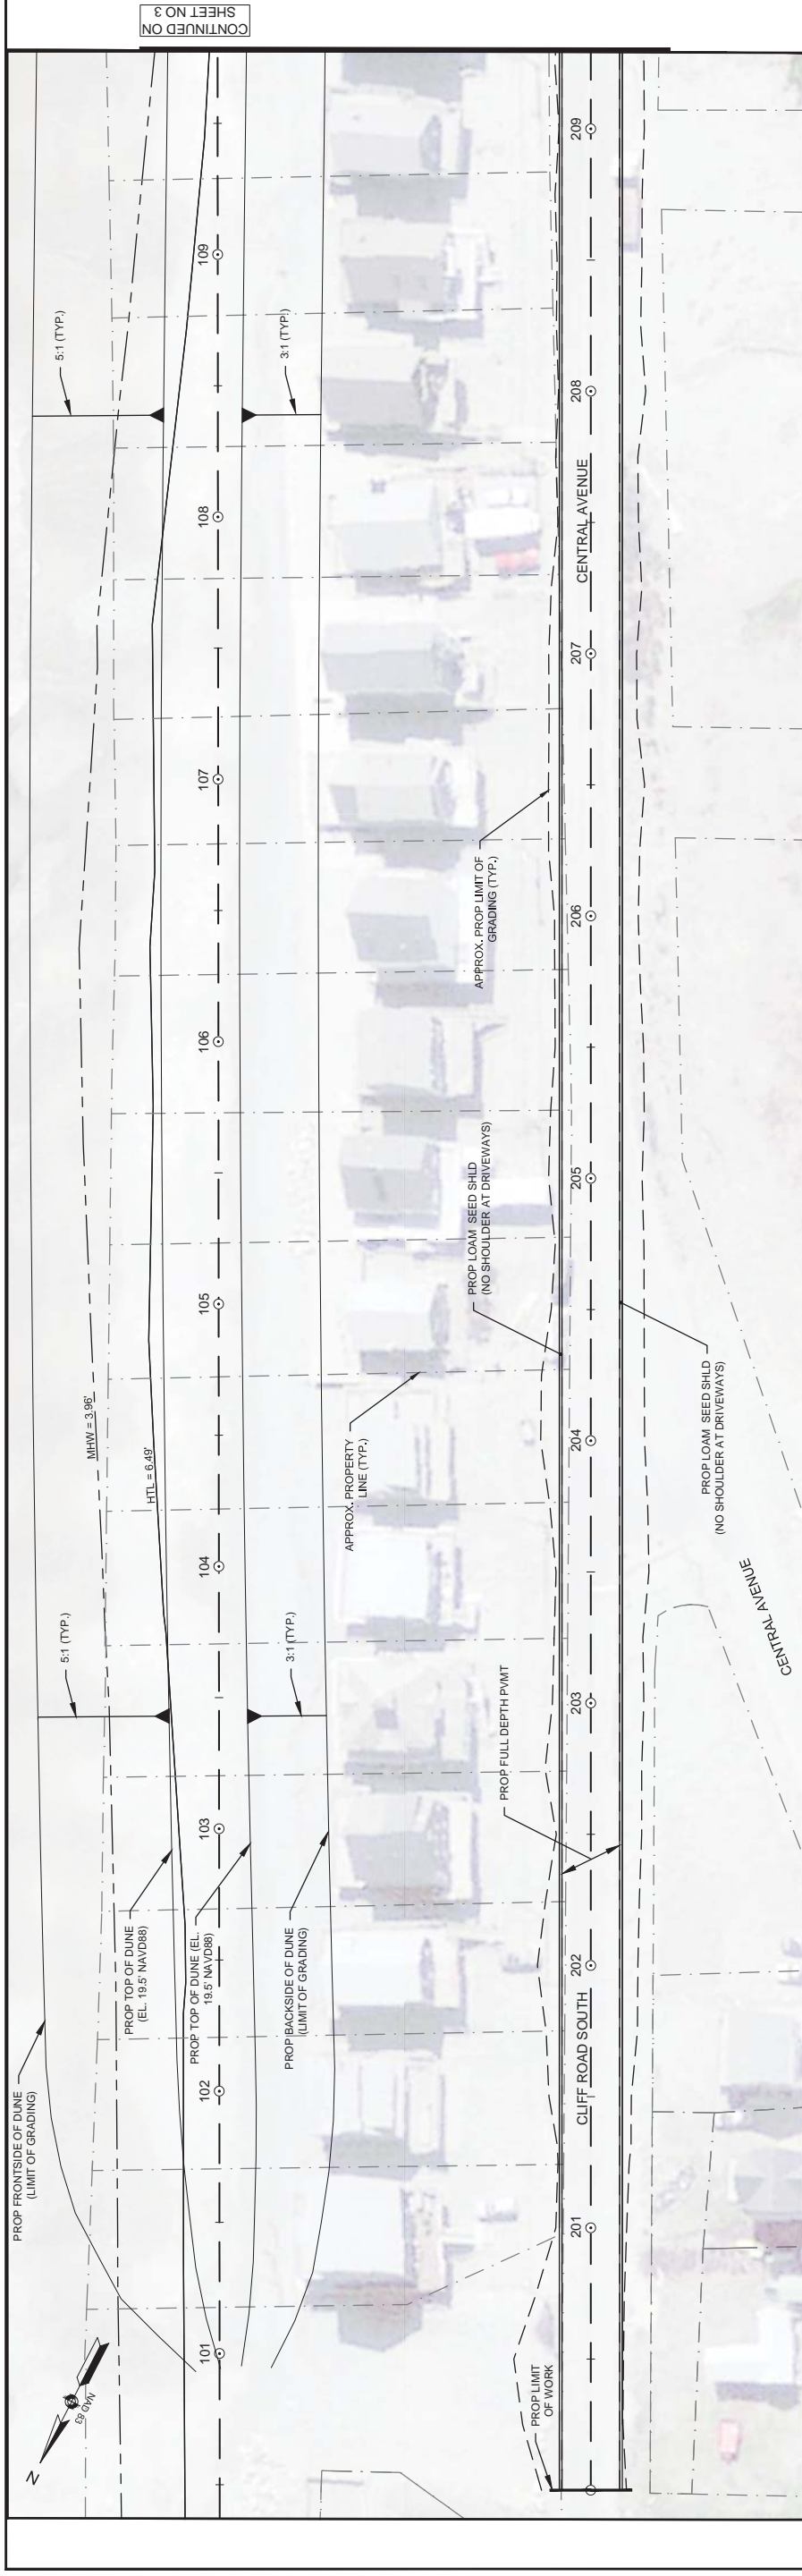 CONTINUED ON
SHEET NO 3
5:1 (TYP.)
3:1 (TYP.)
109
108
107
106
105
104
103
102
101
209
208
207
206
205
204
203
202
201
CENTRAL AVENUE
APPROX. PROP LIMIT OF
GRADING (TYP.)
PROP LOAM SEED SHLD
(NO SHOULDER AT DRIVEWAYS)
MHW = 3.96'
HTL = 6.49'
APPROX. PROPERTY
LINE (TYP.)
PROP LOAM SEED SHLD
(NO SHOULDER AT DRIVEWAYS)
CENTRAL AVENUE
5:1 (TYP.)
3:1 (TYP.)
PROP FULL DEPTH PVMT
PROP TOP OF DUNE
(EL. 19.5' NAVD88)
PROP TOP OF DUNE (EL.
19.5' NAVD88)
PROP BACKSIDE OF DUNE
(LIMIT OF GRADING)
CLIFF ROAD SOUTH
PROP FRONTSIDE OF DUNE
(LIMIT OF GRADING)
PROP LIMIT
OF WORK
N
NAD 83